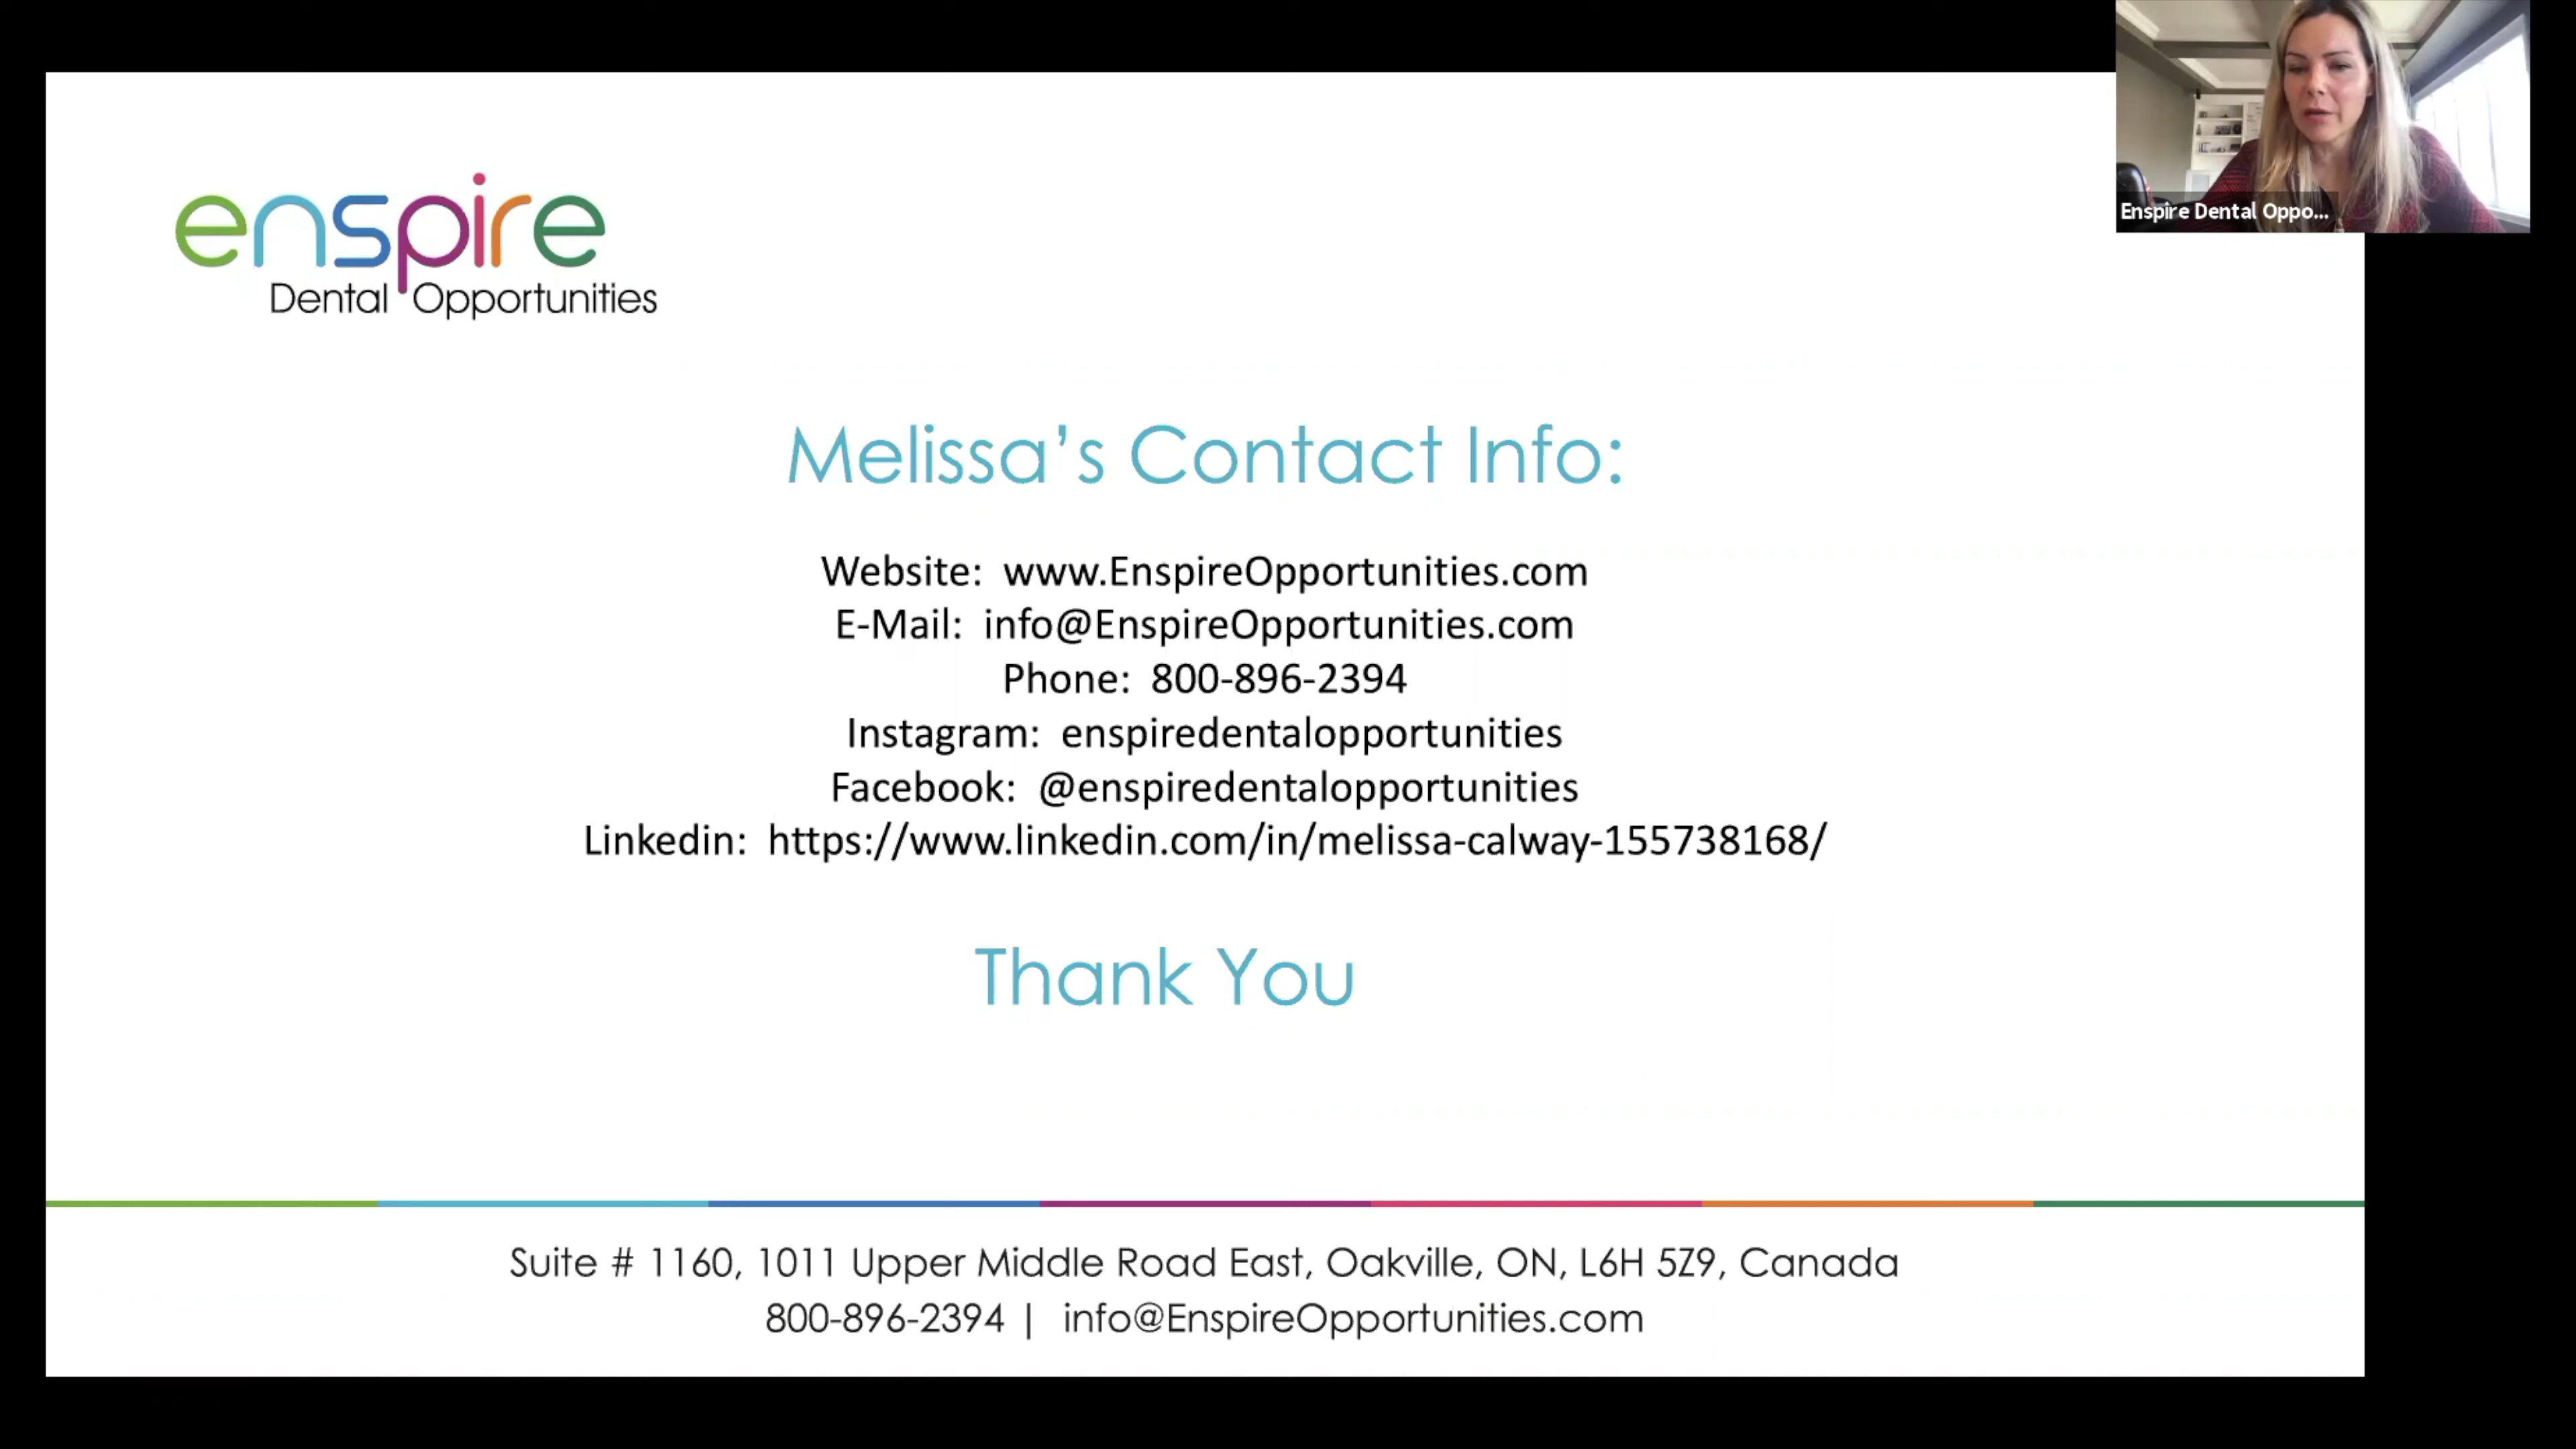 Enspire Dental Oppo...
enspire
Dental Opportunities
Melissa’s Contact Info:
Website: www.EnspireOpportunities.com
E-Mail: info@EnspireOpportunities.com
Phone: 800-896-2394
Instagram: enspiredentalopportunities
Facebook: @enspiredentalopportunities
Linkedin: https://www.linkedin.com/in/melissa-calway-155738168/
Thank You
Suite # 1160, 1011 Upper Middle Road East, Oakville, ON, L6H 5Z9, Canada
800-896-2394 | info@EnspireOpportunities.com